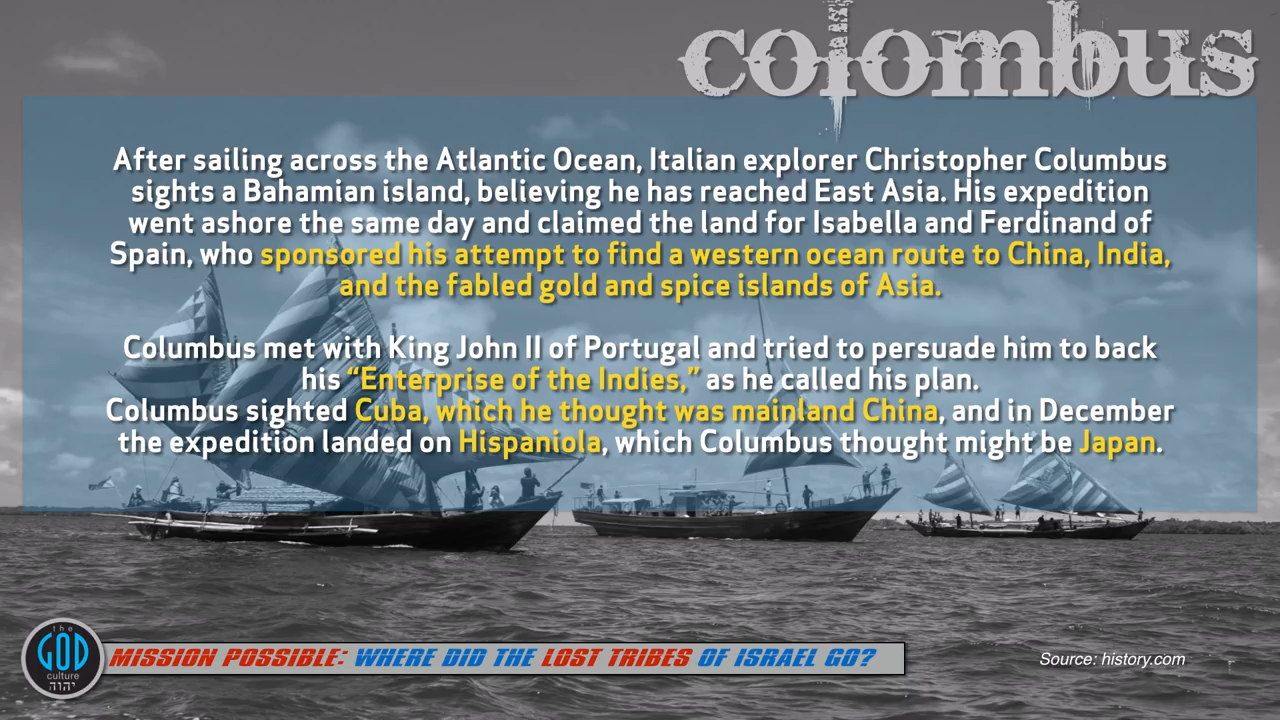 colombus
After sailing across the Atlantic Ocean, Italian explorer Christopher Columbus
sights a Bahamian island, believing he has reached East Asia. His expedition
went ashore the same day and claimed the land for Isabella and Ferdinand of
Spain, who sponsored his attempt to find a western ocean route to China, India,
and the fabled gold and spice islands of Asia.
Columbus met with King John II of Portugal and tried to persuade him to back
his “Enterprise of the Indies,” as he called his plan.
Columbus sighted Cuba, which he thought was mainland China, and in December
the expedition landed on Hispaniola, which Columbus thought might be Japan.
the
GOD
culture
יהוה
MISSION POSSIBLE: WHERE DID THE LOST TRIBES OF ISRAEL GO?
Source: history.com